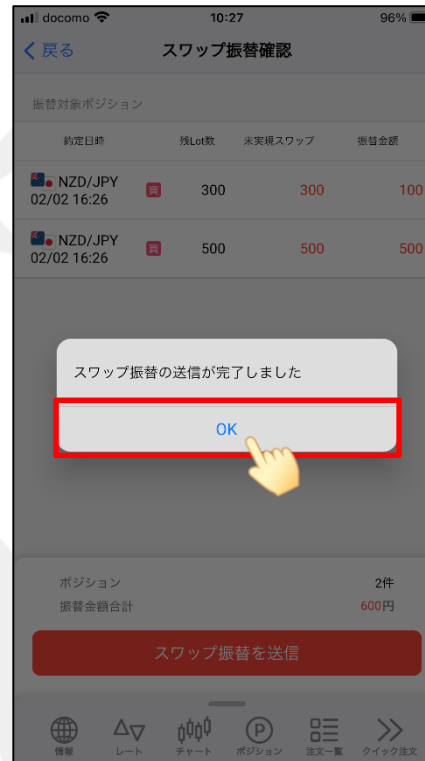 docomo 10:27 96%
戻る スワップ振替確認
振替対象ポジション
約定日時 残Lot数 未実現スワップ 振替金額
NZD/JPY 買 300 300 100
02/02 16:26
NZD/JPY 買 500 500 500
02/02 16:26
スワップ振替の送信が完了しました
OK
ポジション 2件
振替金額合計 600円
スワップ振替を送信
P
情報 レート チャート ポジション 注文一覧 クイック注文